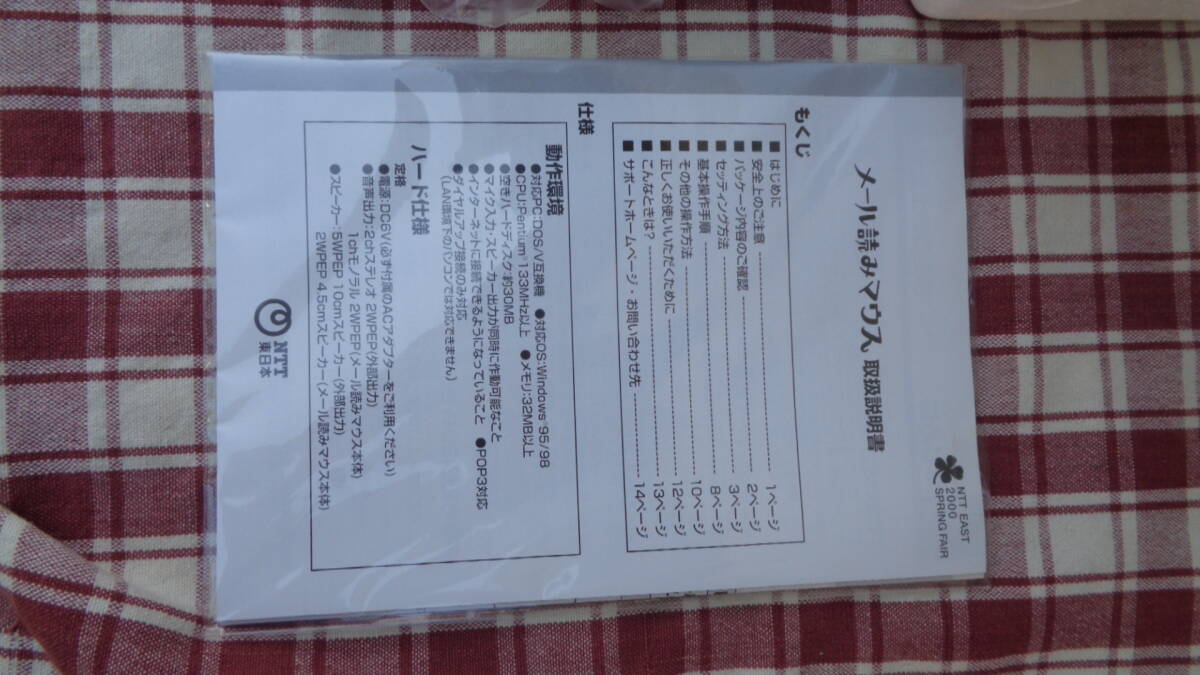 NTT EAST
2000
SPRING FAIR
メール読みマウス 取扱説明書
もくじ
■ はじめに ---------- 1ページ
■ 安全上のご注意 ---------- 2ページ
■ パッケージ内容のご確認 ---------- 3ページ
■ セッティング方法 ---------- 8ページ
■ 基本操作手順 ---------- 10ページ
■ その他の操作方法 ---------- 12ページ
■ 正しくお使いいただくために ---------- 13ページ
■ こんなときは? ---------- 14ページ
■ サポートホームページ・お問い合わせ先
仕様
動作環境
●対応PC:DOS/V互換機 ●対応OS:Windows®95/98
●CPU:Pentium®133MHz以上 ●メモリ:32MB以上
●空きハードディスク:約30MB
●マイク入力・スピーカー出力が同時に作動可能なこと
●インターネットに接続できるようになっていること ●POP3対応
●ダイヤルアップ接続のみ対応
(LAN環境下のパソコンでは対応できません)
ハード仕様
定格
●電源:DC6V(必ず付属のACアダプターをご利用ください)
●音声出力:2chステレオ 2WPEP(外部出力)
1chモノラル 2WPEP(メール読みマウス本体)
●スピーカー:5WPEP 10cmスピーカー(外部出力)
2WPEP 4.5cmスピーカー(メール読みマウス本体)
NTT
東日本